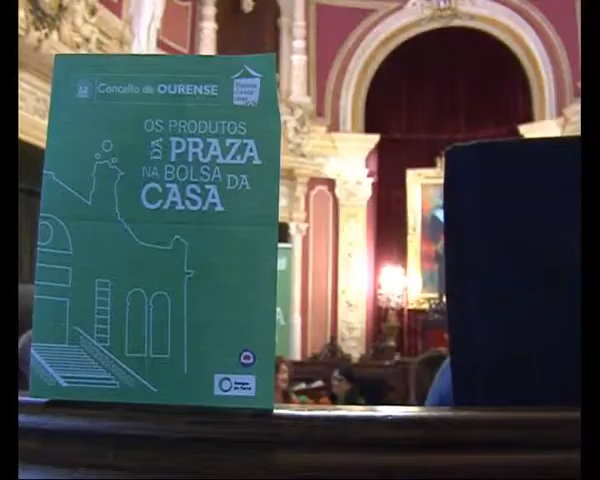 Concello de OURENSE
OS PRODUTOS
DA PRAZA
NA BOLSA DA
CASA